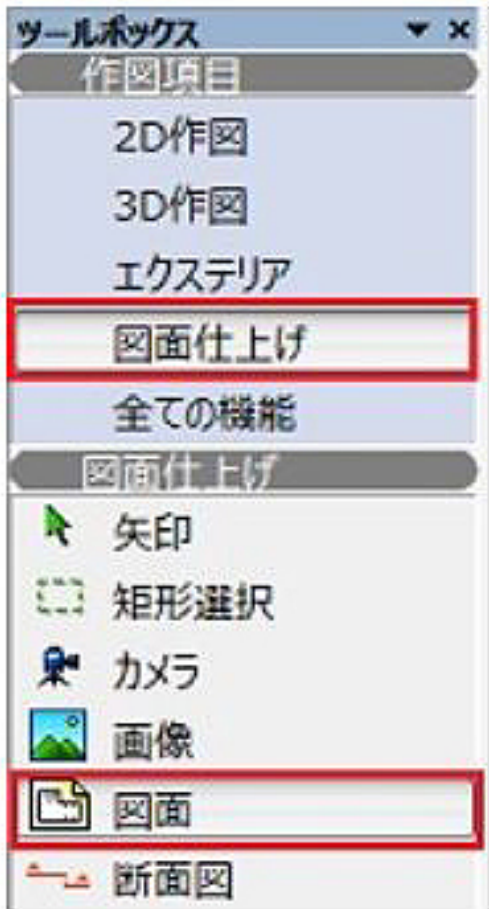 ツールボックス
作図項目
2D作図
3D作図
エクステリア
図面仕上げ
全ての機能
図面仕上げ
矢印
矩形選択
カメラ
画像
図面
断面図